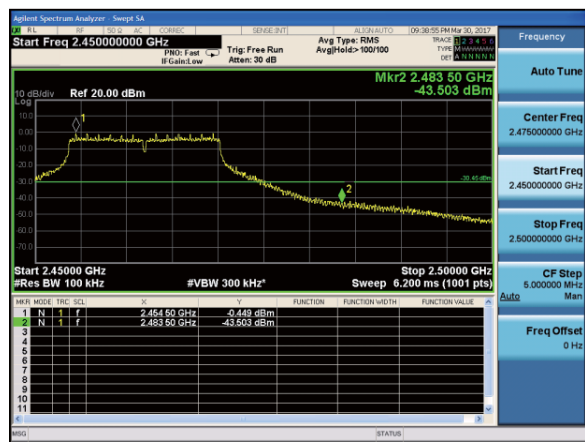 Agilent Spectrum Analyzer - Swept SA
RL RF 50 Ω AC CORREC SENSE:INT ALIGN AUTO 09:38:55 PM Mar 30, 2017
Start Freq 2.450000000 GHz
PNO: Fast
IFGain:Low
Trig: Free Run
Atten: 30 dB
Avg Type: RMS
Avg|Hold:>100/100
TRACE 1 2 3 4 5 6
TYPE M
DET A N N N N N
Mkr2 2.483 50 GHz
-43.503 dBm
10 dB/div Ref 20.00 dBm
Log
10.0
0.00
-10.0
-20.0
-30.0
-40.0
-50.0
-60.0
-70.0
1
2
Start 2.45000 GHz Stop 2.50000 GHz
#Res BW 100 kHz #VBW 300 kHz* Sweep 6.200 ms (1001 pts)
MKR MODE TRC SCL X Y FUNCTION FUNCTION WIDTH FUNCTION VALUE
1 N 1 f 2.454 50 GHz -0.449 dBm
2 N 1 f 2.483 50 GHz -43.503 dBm
3
4
5
6
7
8
9
10
11
MSG STATUS
Frequency
Auto Tune
Center Freq
2.475000000 GHz
Start Freq
2.450000000 GHz
Stop Freq
2.500000000 GHz
CF Step
5.000000 MHz
Auto Man
Freq Offset
0 Hz